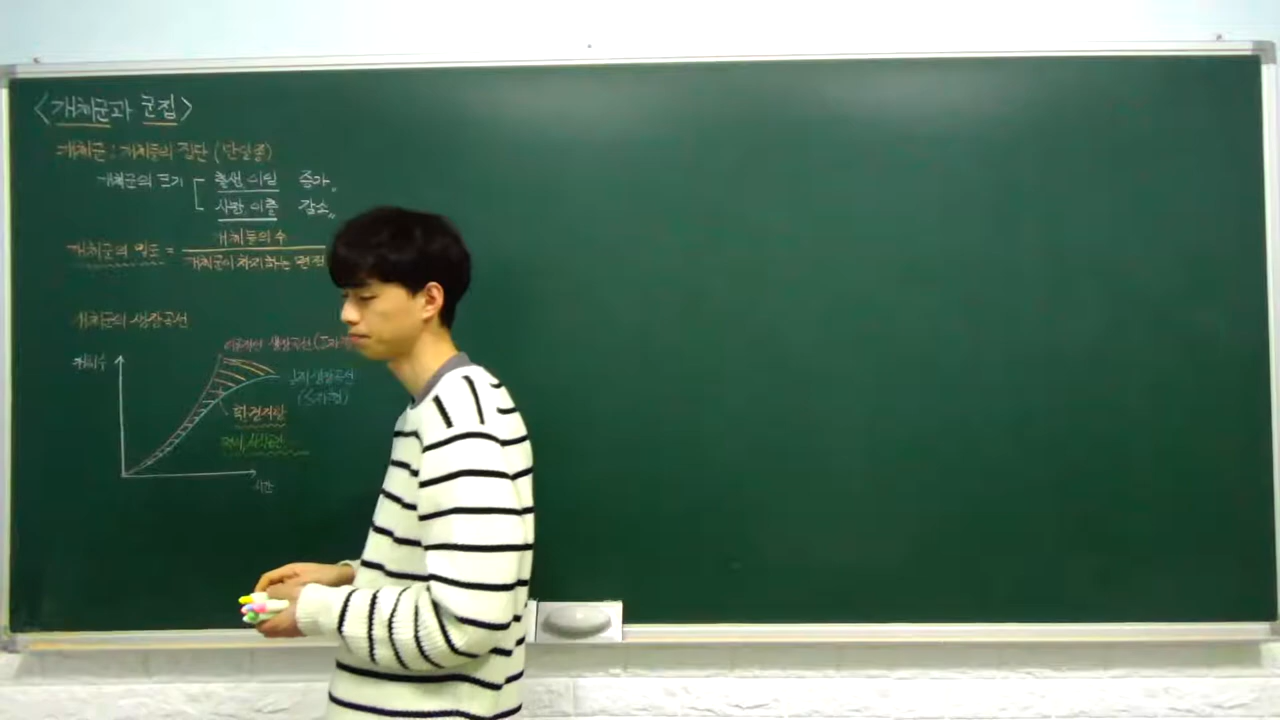 <개체군과 군집>
개체군 : 개체들의 집단 (단일종)
개체군의 크기 출생, 이입 증가〃
사망 이출 감소〃
개체군의 밀도 = 개체들의 수
개체군이 차지하는 면적
개체군의 생장곡선
개체수
이론적인 생장곡선 (J자
실제 생장곡선
(S자형)
환경저항
시간